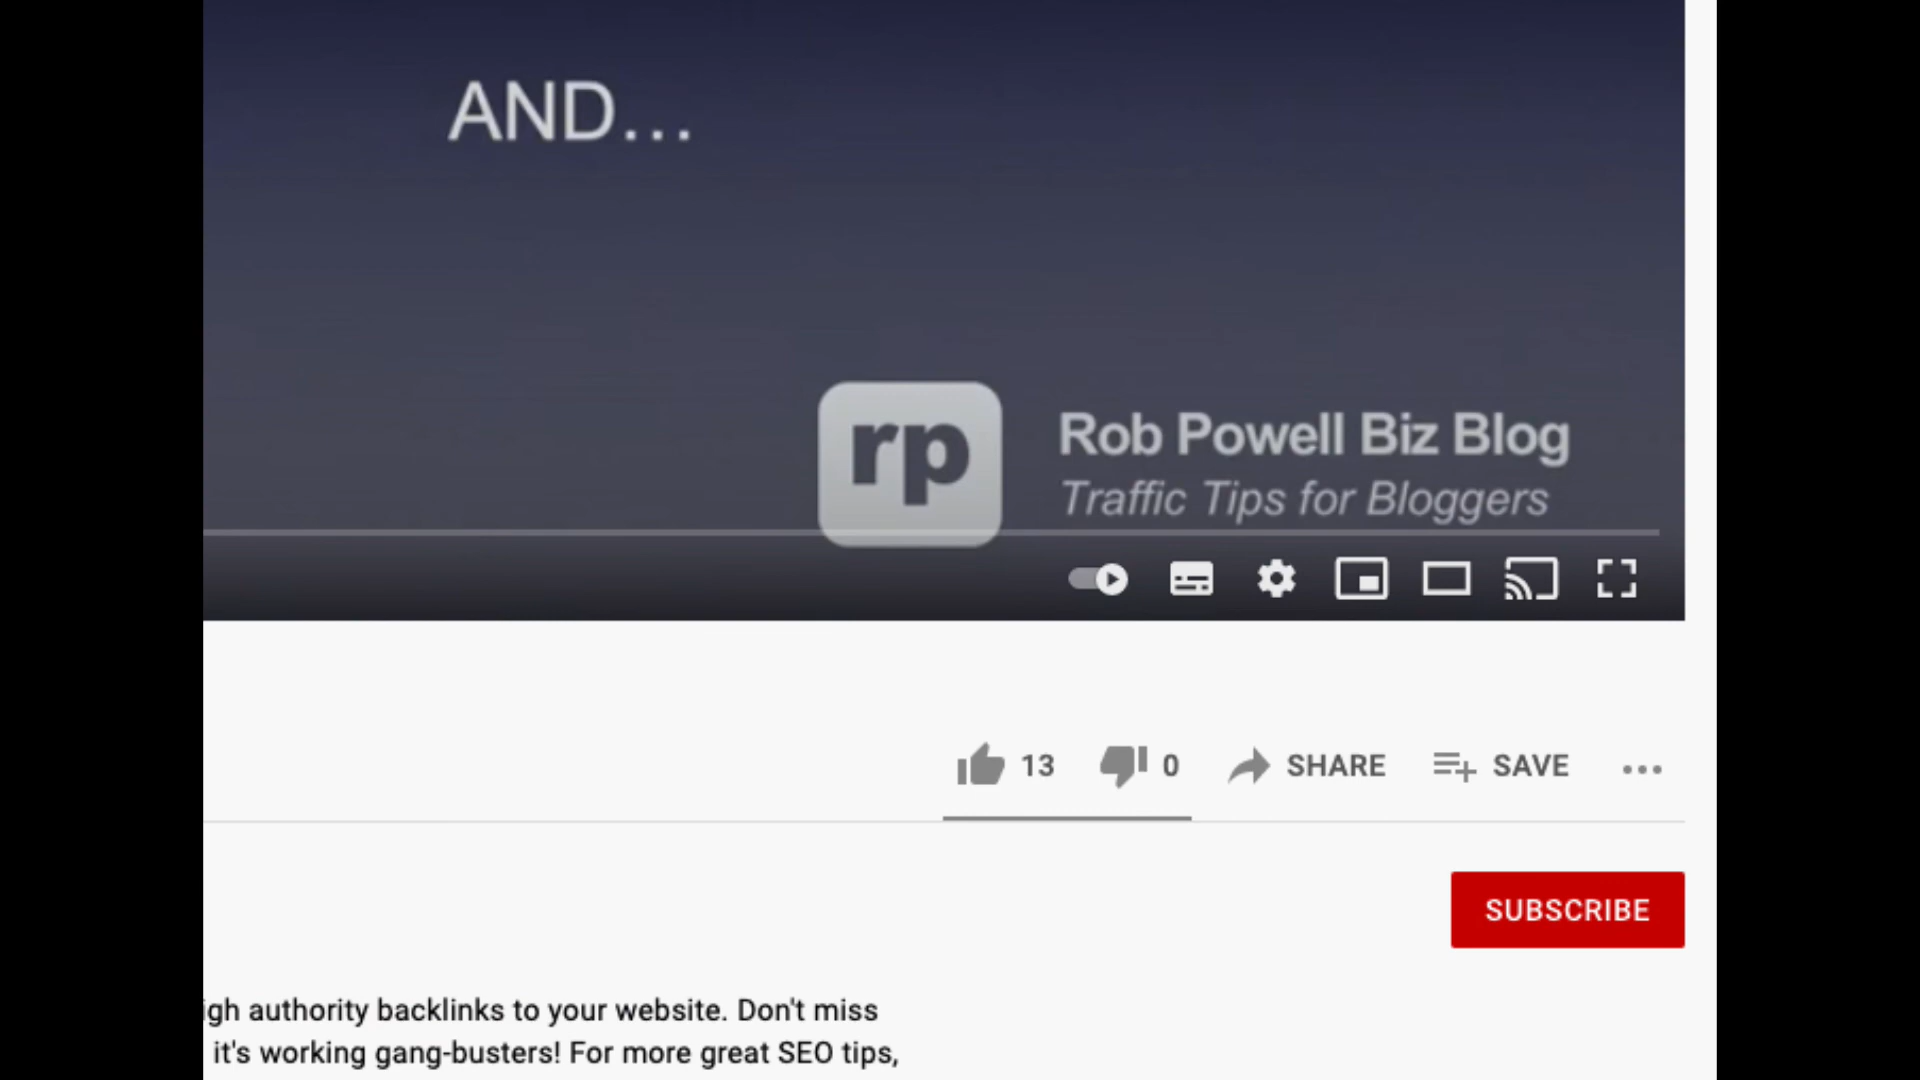 AND...
rp
Rob Powell Biz Blog
Traffic Tips for Bloggers
13 0 SHARE SAVE
SUBSCRIBE
igh authority backlinks to your website. Don't miss
it's working gang-busters! For more great SEO tips,